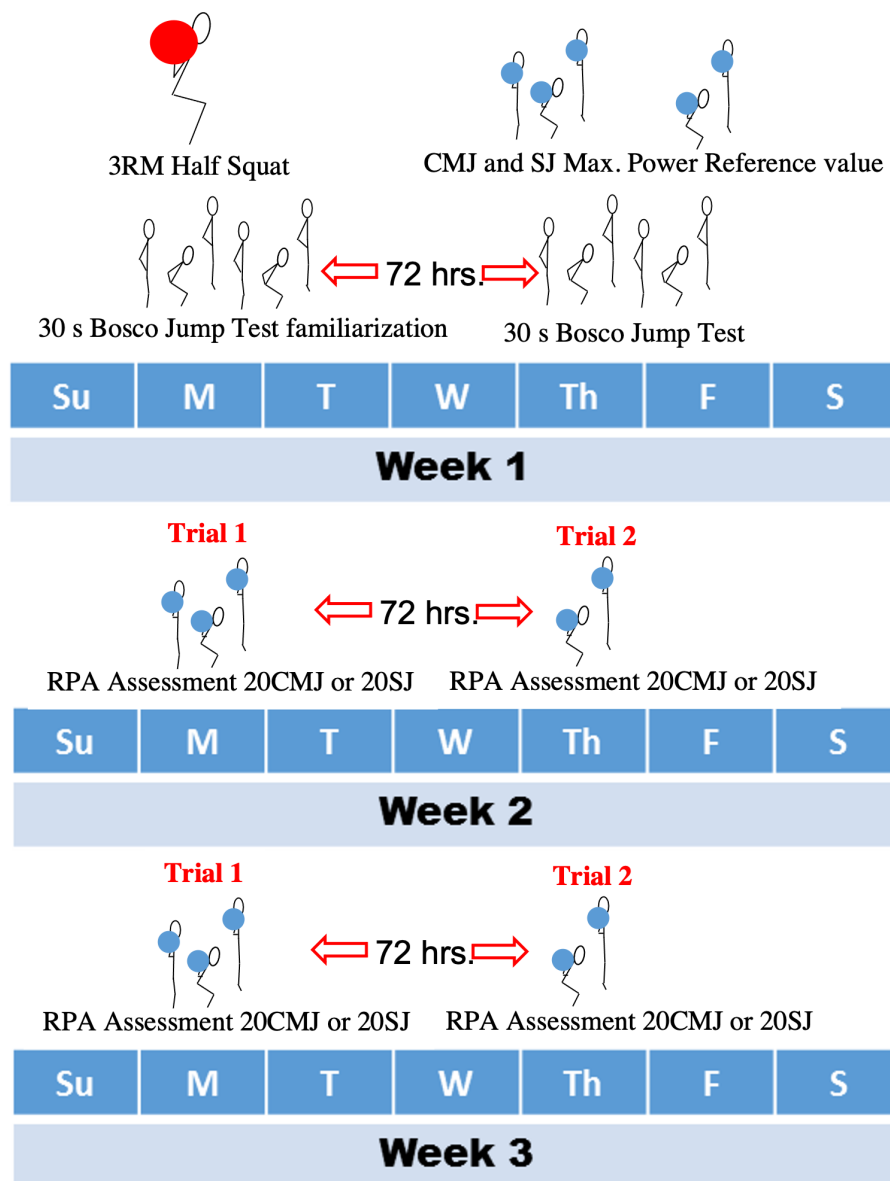 3RM Half Squat
CMJ and SJ Max. Power Reference value
72 hrs.
30 s Bosco Jump Test familiarization
30 s Bosco Jump Test
Su M T W Th F S
Week 1
Trial 1
Trial 2
72 hrs.
RPA Assessment 20CMJ or 20SJ
RPA Assessment 20CMJ or 20SJ
Su M T W Th F S
Week 2
Trial 1
Trial 2
72 hrs.
RPA Assessment 20CMJ or 20SJ
RPA Assessment 20CMJ or 20SJ
Su M T W Th F S
Week 3